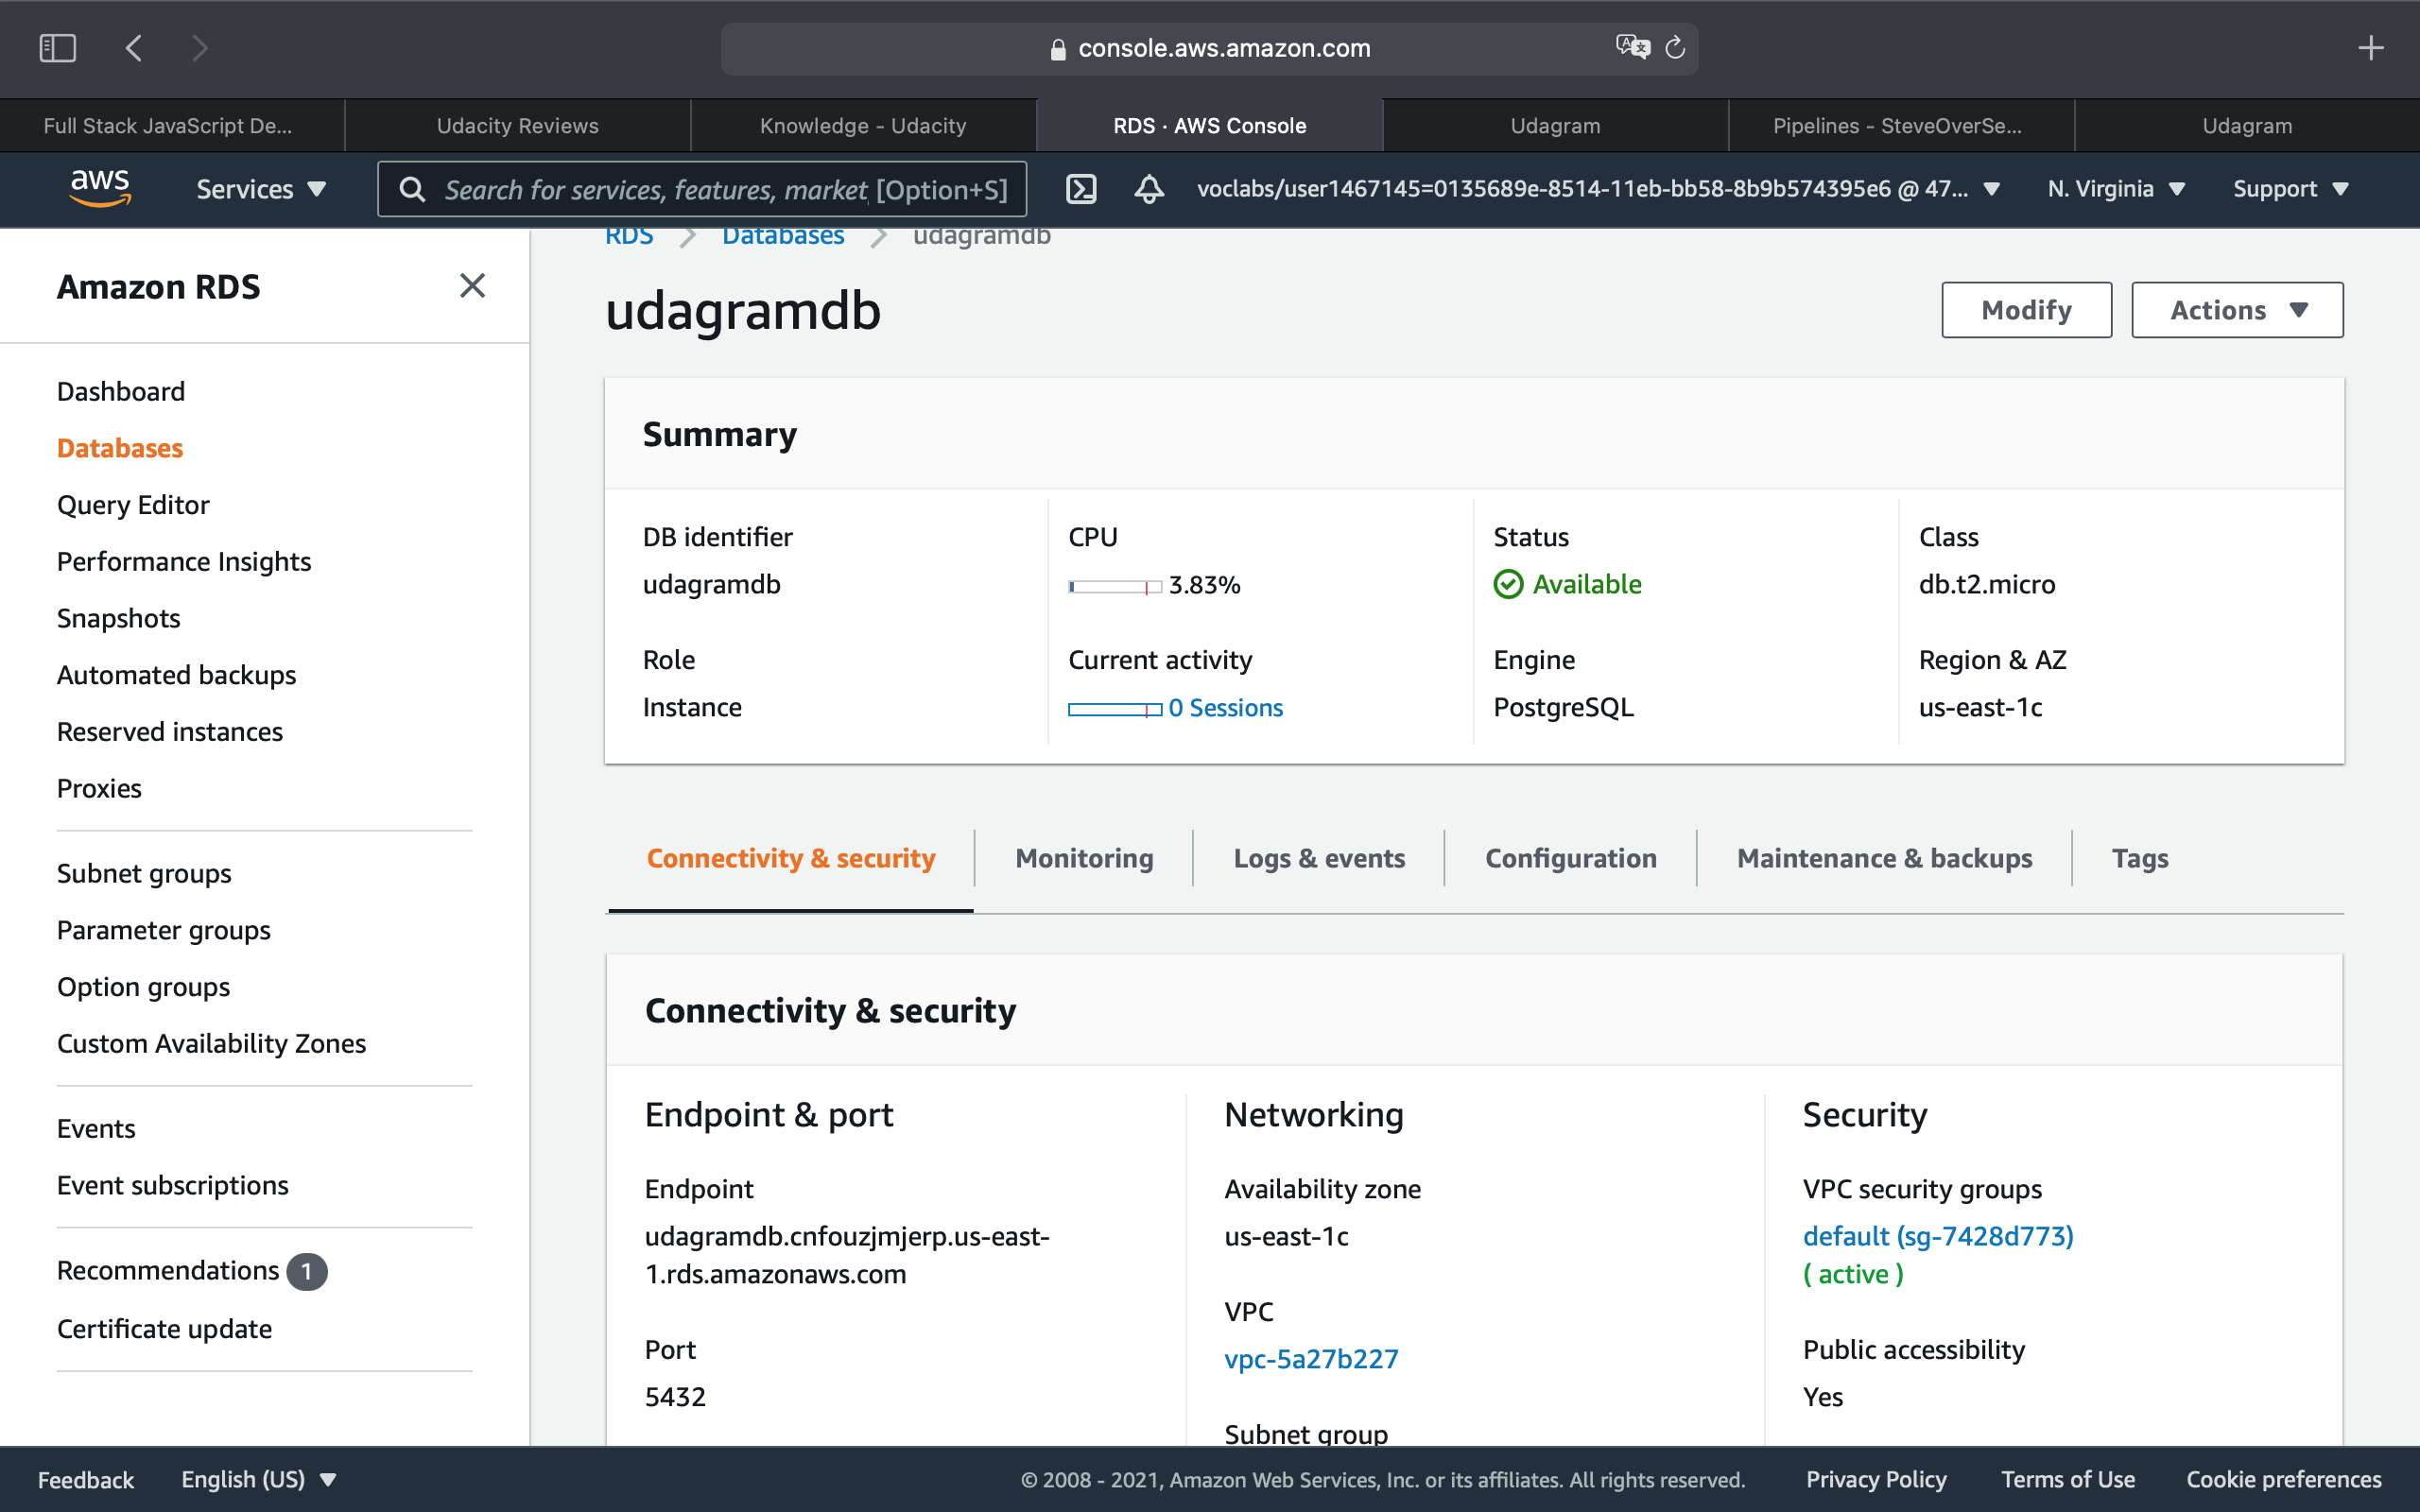 console.aws.amazon.com
Full Stack JavaScript De...
Udacity Reviews
Knowledge - Udacity
RDS · AWS Console
Udagram
Pipelines - SteveOverSe...
Udagram
aws
Services
Search for services, features, market [Option+S]
voclabs/user1467145=0135689e-8514-11eb-bb58-8b9b574395e6 @ 47...
N. Virginia
Support
Amazon RDS
Dashboard
Databases
Query Editor
Performance Insights
Snapshots
Automated backups
Reserved instances
Proxies
Subnet groups
Parameter groups
Option groups
Custom Availability Zones
Events
Event subscriptions
Recommendations 1
Certificate update
RDS > Databases > udagramdb
udagramdb
Modify
Actions
Summary
DB identifier
udagramdb
CPU
3.83%
Status
Available
Class
db.t2.micro
Role
Instance
Current activity
0 Sessions
Engine
PostgreSQL
Region & AZ
us-east-1c
Connectivity & security
Monitoring
Logs & events
Configuration
Maintenance & backups
Tags
Connectivity & security
Endpoint & port
Endpoint
udagramdb.cnfouzjmjerp.us-east-
1.rds.amazonaws.com
Port
5432
Networking
Availability zone
us-east-1c
VPC
vpc-5a27b227
Subnet group
Security
VPC security groups
default (sg-7428d773)
( active )
Public accessibility
Yes
Feedback
English (US)
© 2008 - 2021, Amazon Web Services, Inc. or its affiliates. All rights reserved.
Privacy Policy
Terms of Use
Cookie preferences